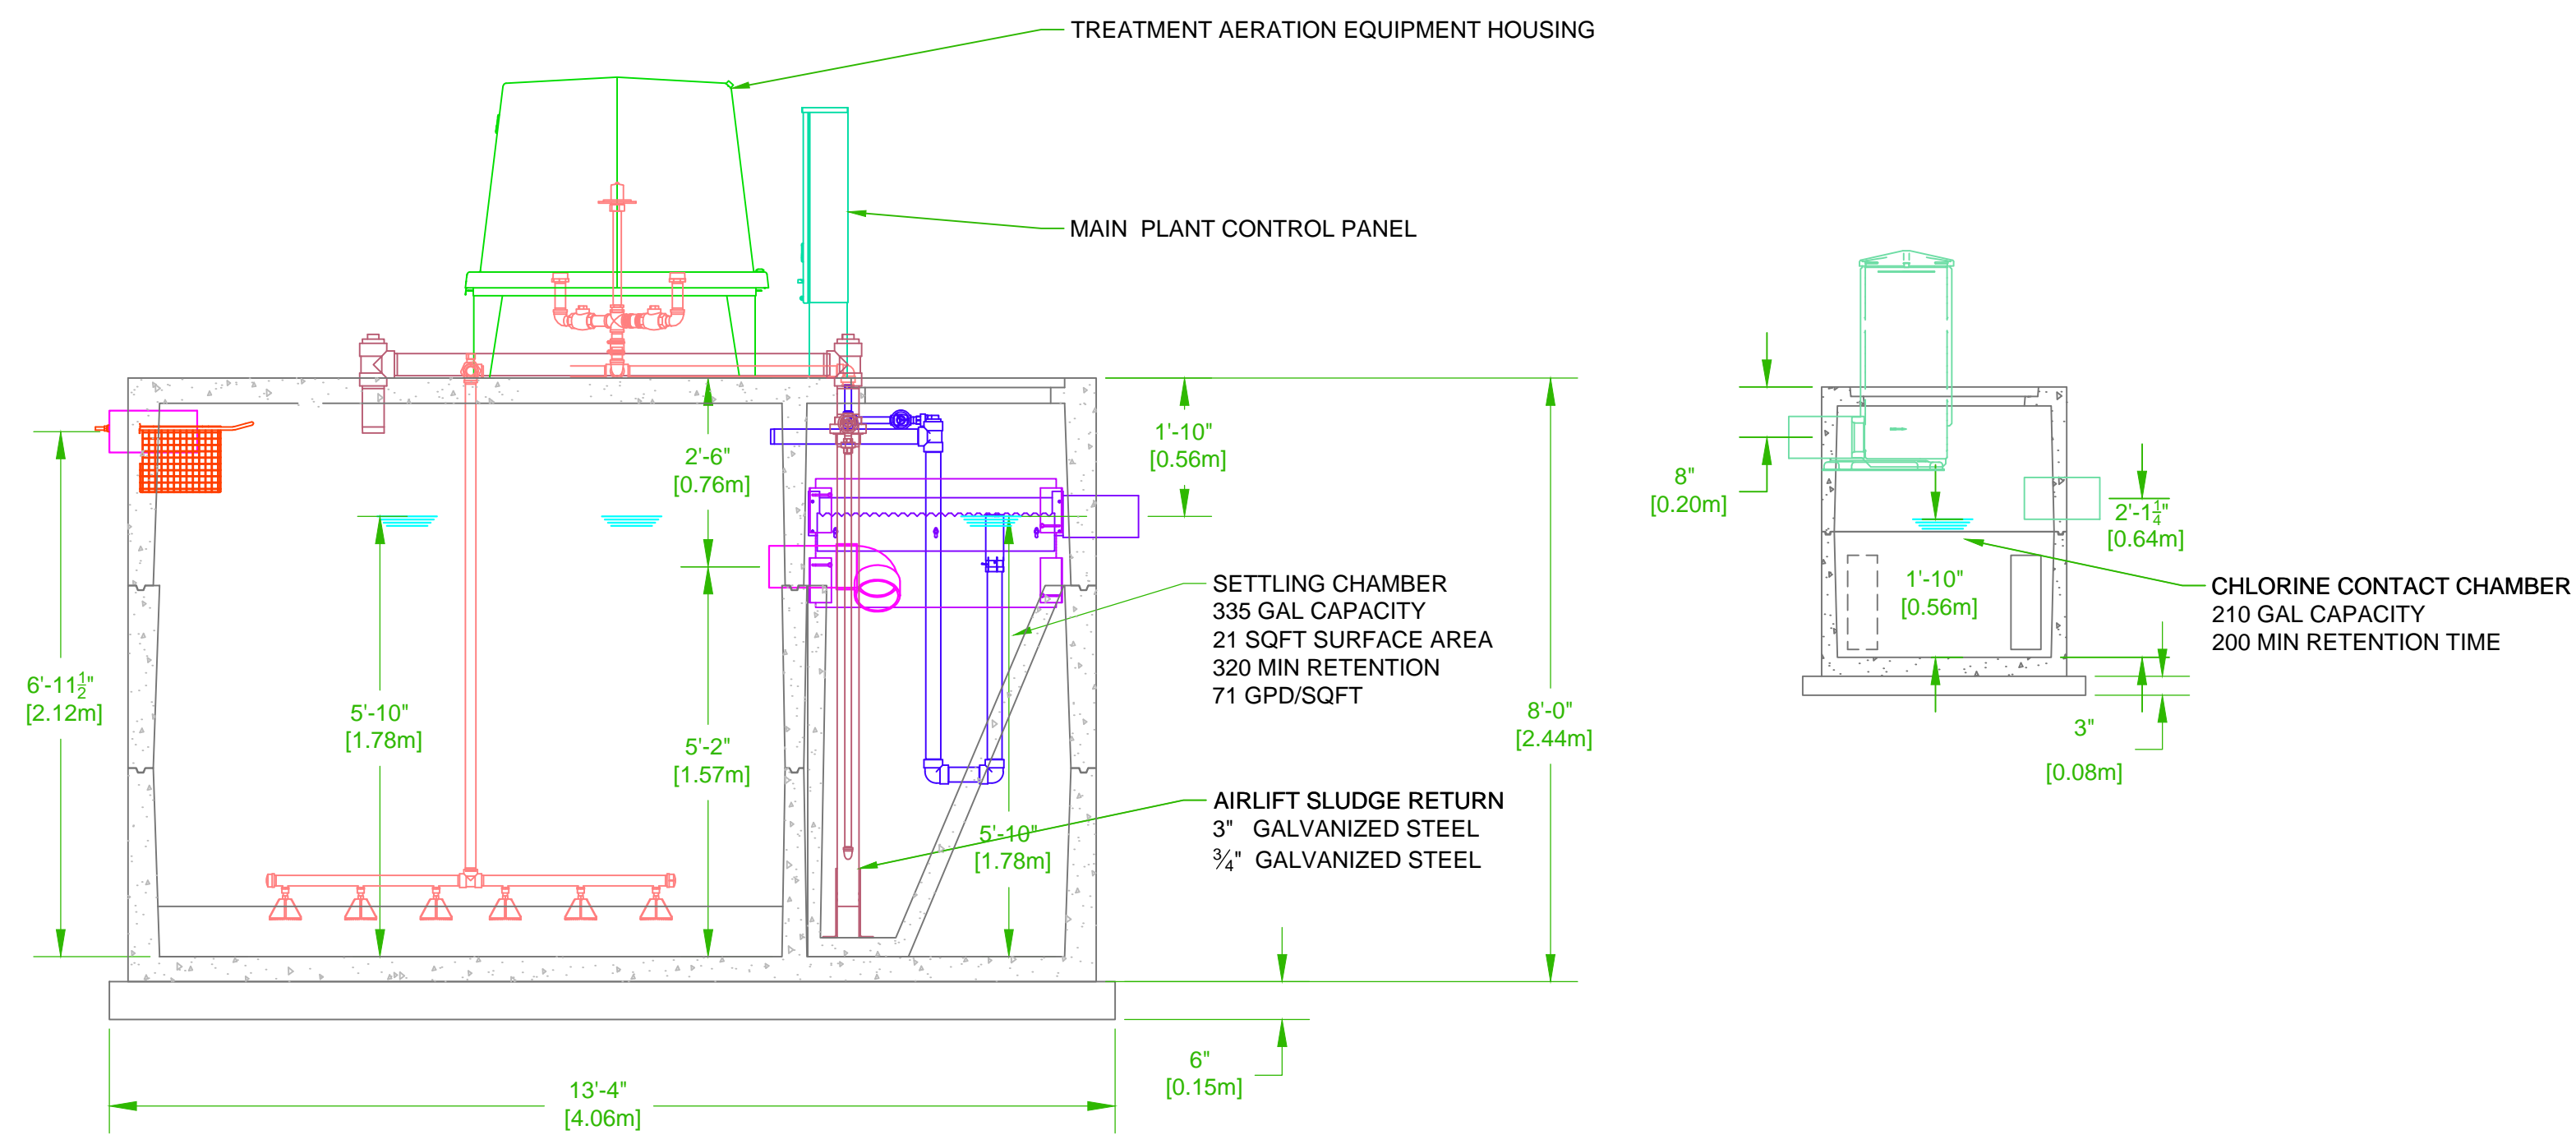 TREATMENT AERATION EQUIPMENT HOUSING
MAIN PLANT CONTROL PANEL
2'-6"
[0.76m]
1'-10"
[0.56m]
6'-11 1/2"
[2.12m]
5'-10"
[1.78m]
5'-2"
[1.57m]
SETTLING CHAMBER
335 GAL CAPACITY
21 SQFT SURFACE AREA
320 MIN RETENTION
71 GPD/SQFT
8'-0"
[2.44m]
AIRLIFT SLUDGE RETURN
3" GALVANIZED STEEL
3/4" GALVANIZED STEEL
5'-10"
[1.78m]
6"
[0.15m]
13'-4"
[4.06m]
8"
[0.20m]
2'-1 1/4"
[0.64m]
1'-10"
[0.56m]
CHLORINE CONTACT CHAMBER
210 GAL CAPACITY
200 MIN RETENTION TIME
3"
[0.08m]